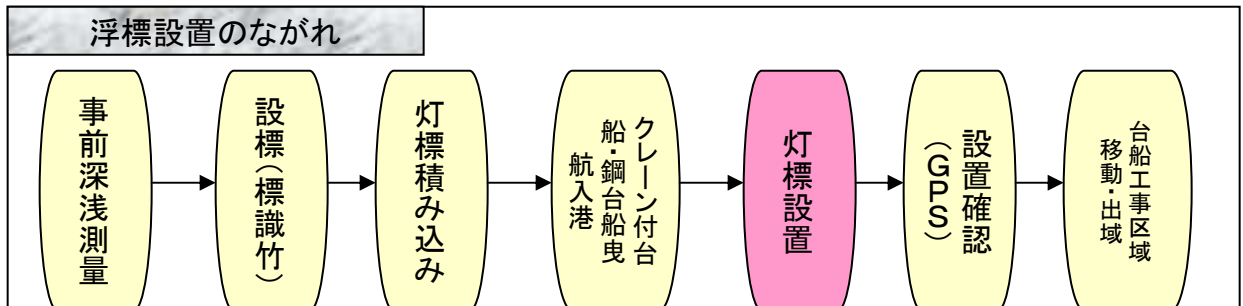 浮標設置のながれ
事前深浅測量
設標（標識竹）
灯標積み込み
クレーン付台
船・鋼台船曳
航入港
灯標設置
設置確認
（GPS）
台船工事区域
移動・出域